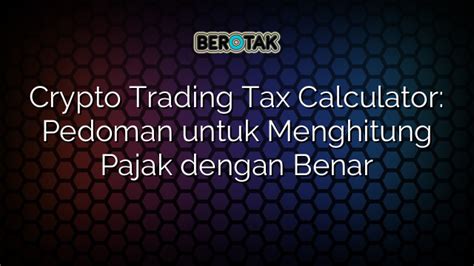 BEROTAK
Crypto Trading Tax Calculator:
Pedoman untuk Menghitung
Pajak dengan Benar